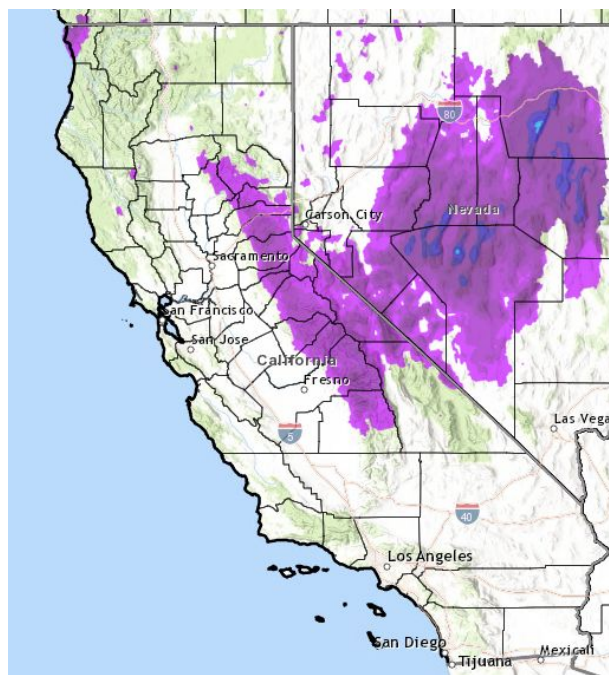 80
Nevada
Carson City
Sacramento
San Francisco
San Jose
California
Fresno
Las Vega
5
40
Los Angeles
San Diego
Tijuana
Mexicali